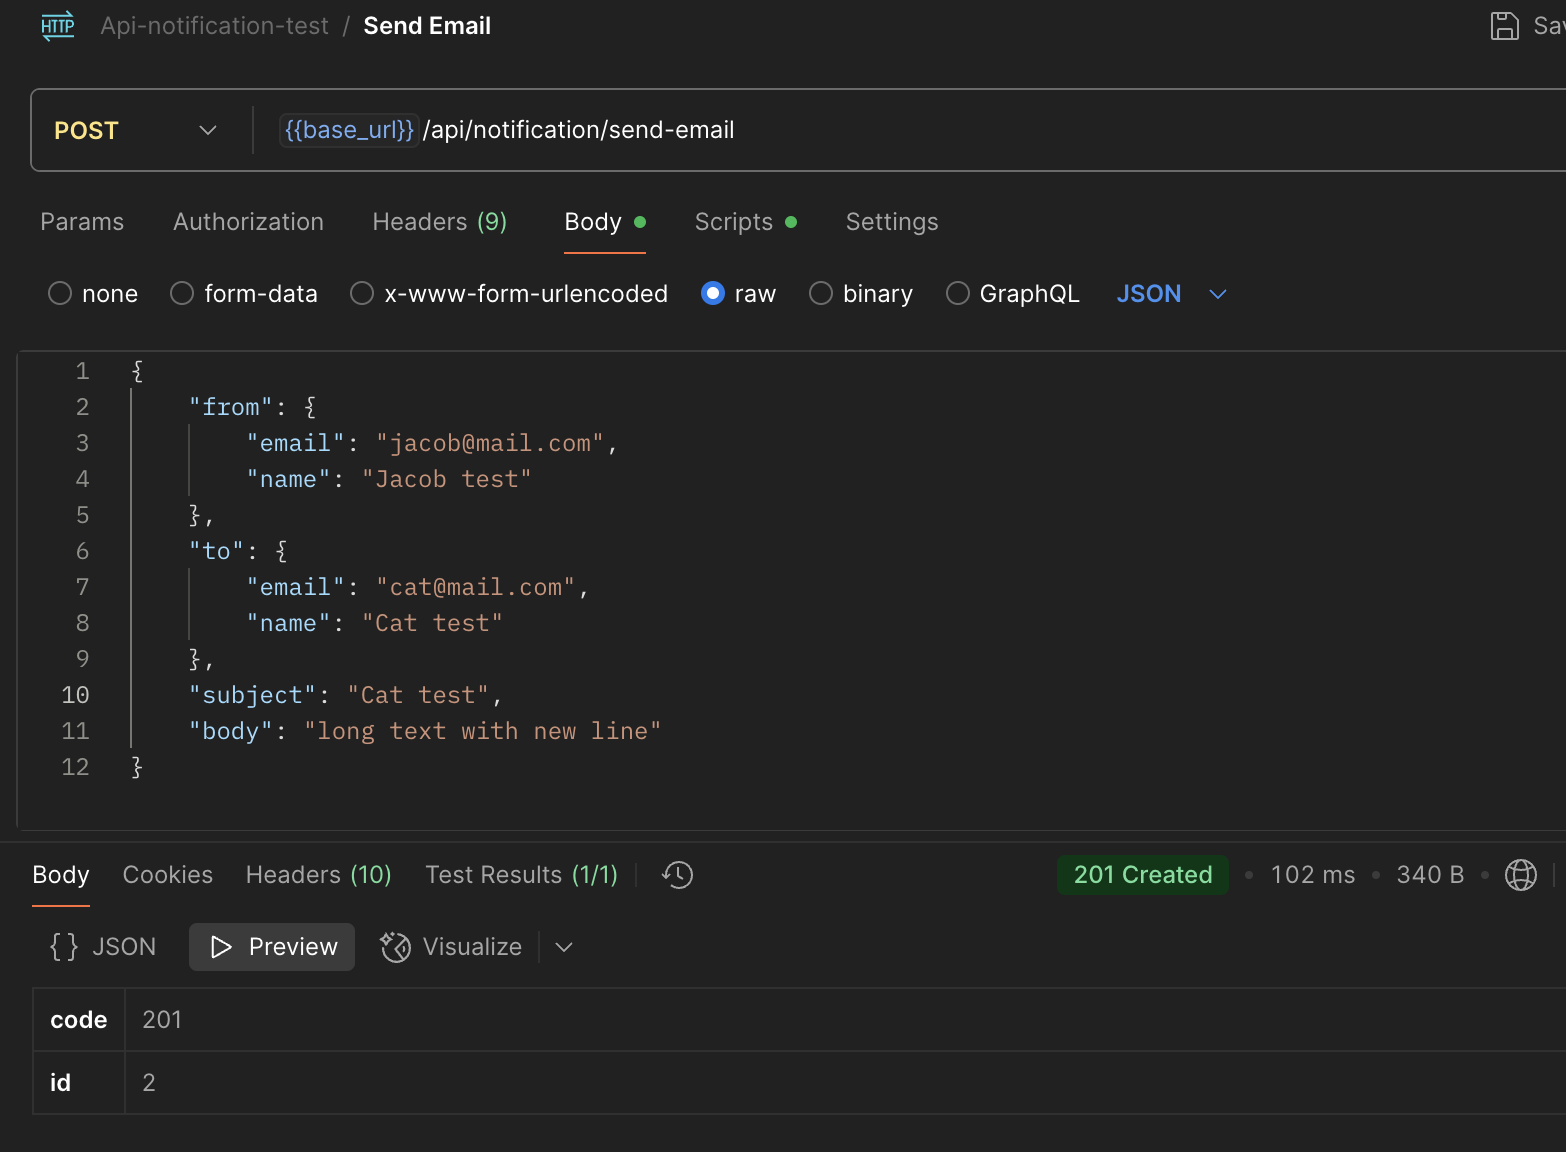 HTTP Api-notification-test / Send Email Sav
POST {{base_url}}/api/notification/send-email
Params Authorization Headers (9) Body Scripts Settings
none form-data x-www-form-urlencoded raw binary GraphQL JSON
1 {
2 "from": {
3 "email": "jacob@mail.com",
4 "name": "Jacob test"
5 },
6 "to": {
7 "email": "cat@mail.com",
8 "name": "Cat test"
9 },
10 "subject": "Cat test",
11 "body": "long text with new line"
12 }
Body Cookies Headers (10) Test Results (1/1) 201 Created • 102 ms • 340 B •
{} JSON Preview Visualize
code 201
id 2